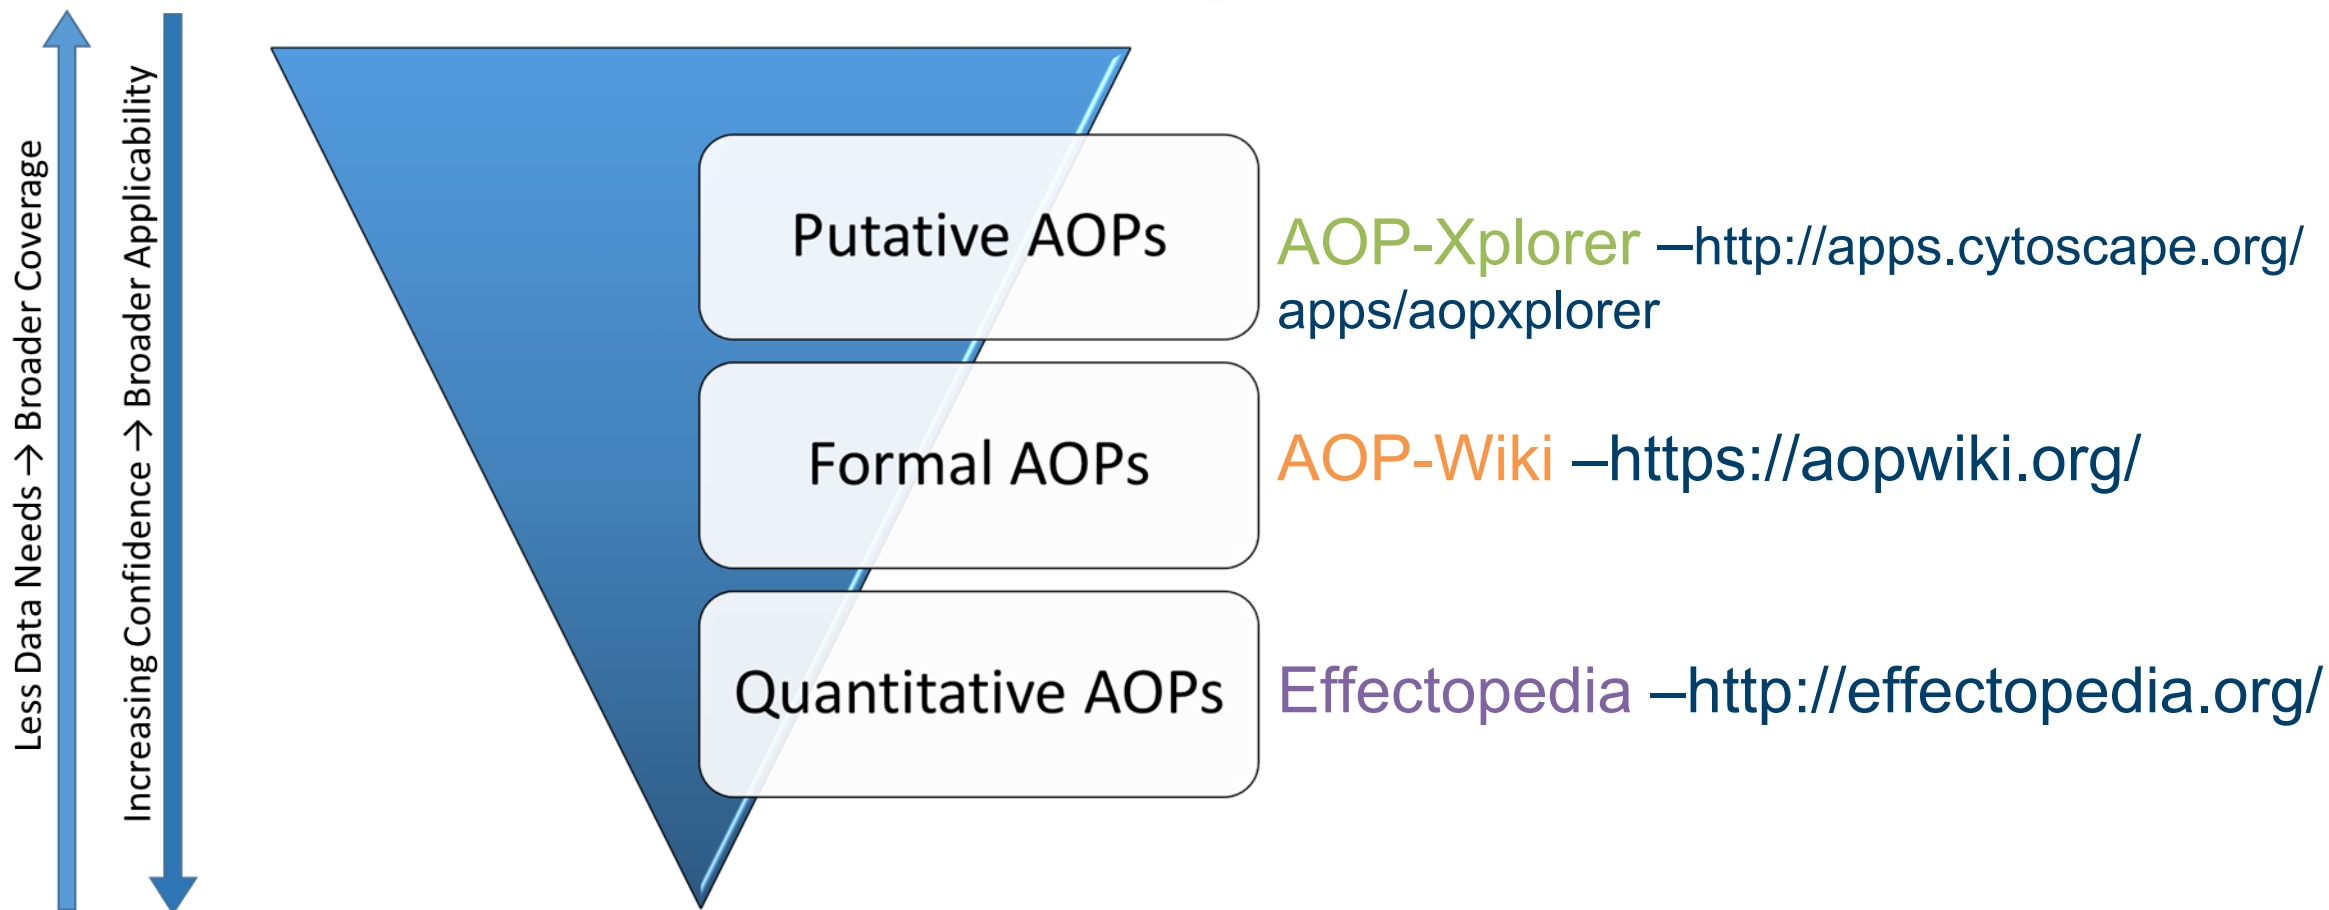 Less Data Needs → Broader Coverage
Increasing Confidence → Broader Applicability
Putative AOPs
AOP-Xplorer –http://apps.cytoscape.org/
apps/aopxplorer
Formal AOPs
AOP-Wiki –https://aopwiki.org/
Quantitative AOPs
Effectopedia –http://effectopedia.org/